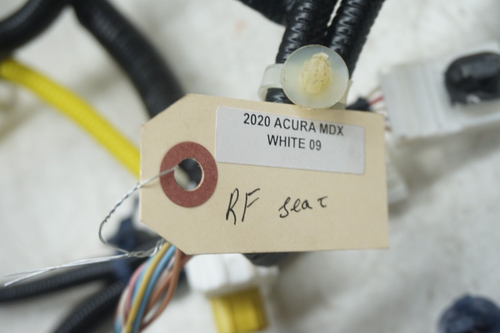 2020 ACURA MDX
WHITE 09
RF seat